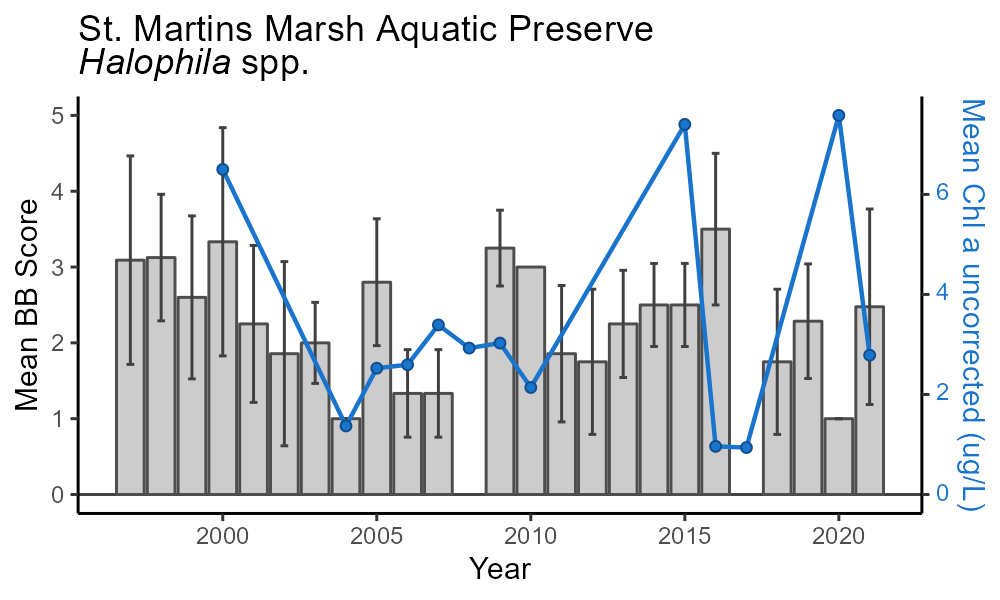 St. Martins Marsh Aquatic Preserve
Halophila spp.
Mean BB Score
5
4
3
2
1
0
Mean Chl a uncorrected (ug/L)
6
4
2
0
2000 2005 2010 2015 2020
Year